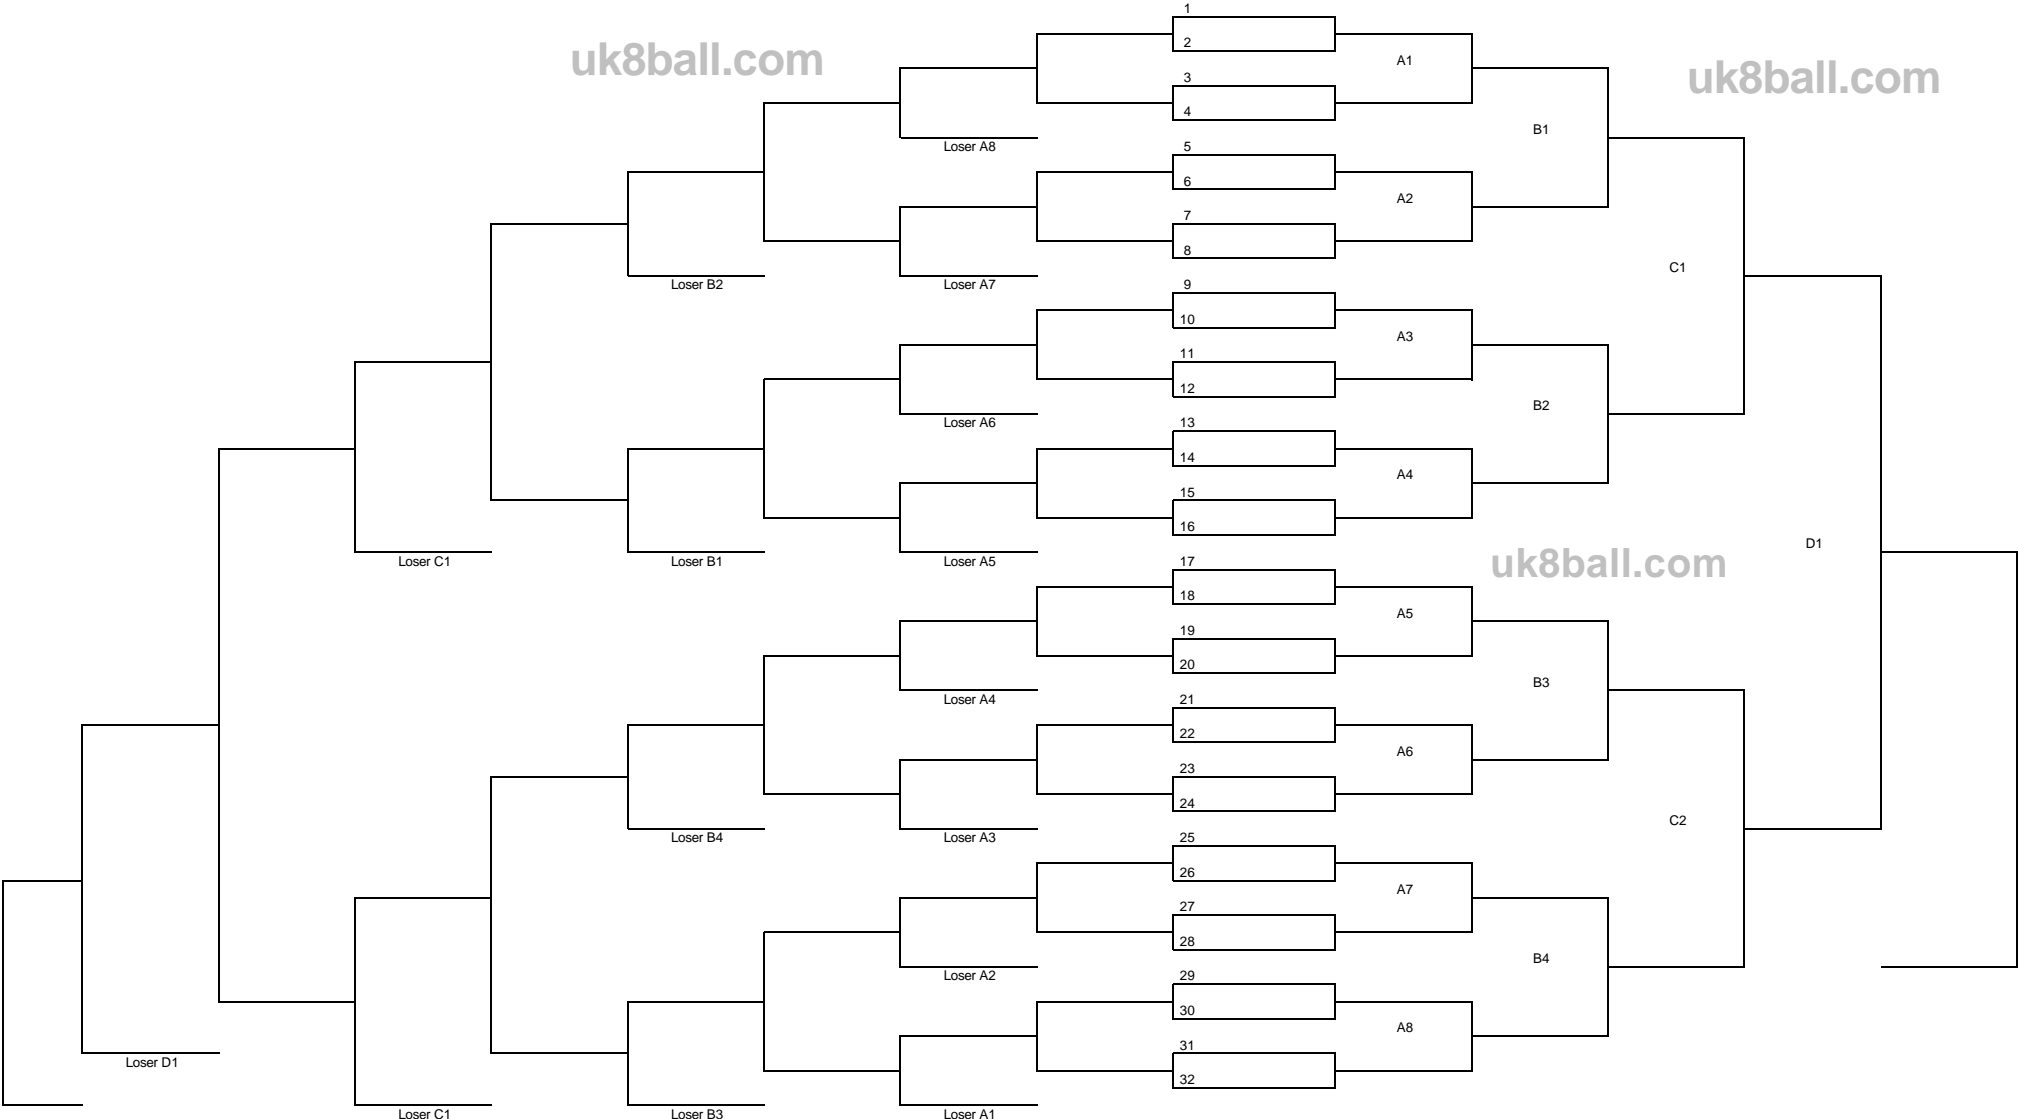 1
uk8ball.com
2
A1
uk8ball.com
3
4
B1
Loser A8
5
6
A2
7
8
C1
Loser B2
Loser A7
9
10
A3
11
12
B2
Loser A6
13
14
A4
15
16
D1
Loser C1
Loser B1
Loser A5
17
uk8ball.com
18
A5
19
20
B3
Loser A4
21
22
A6
23
24
C2
Loser B4
Loser A3
25
26
A7
27
28
B4
Loser A2
29
30
A8
31
Loser D1
32
Loser C1
Loser B3
Loser A1